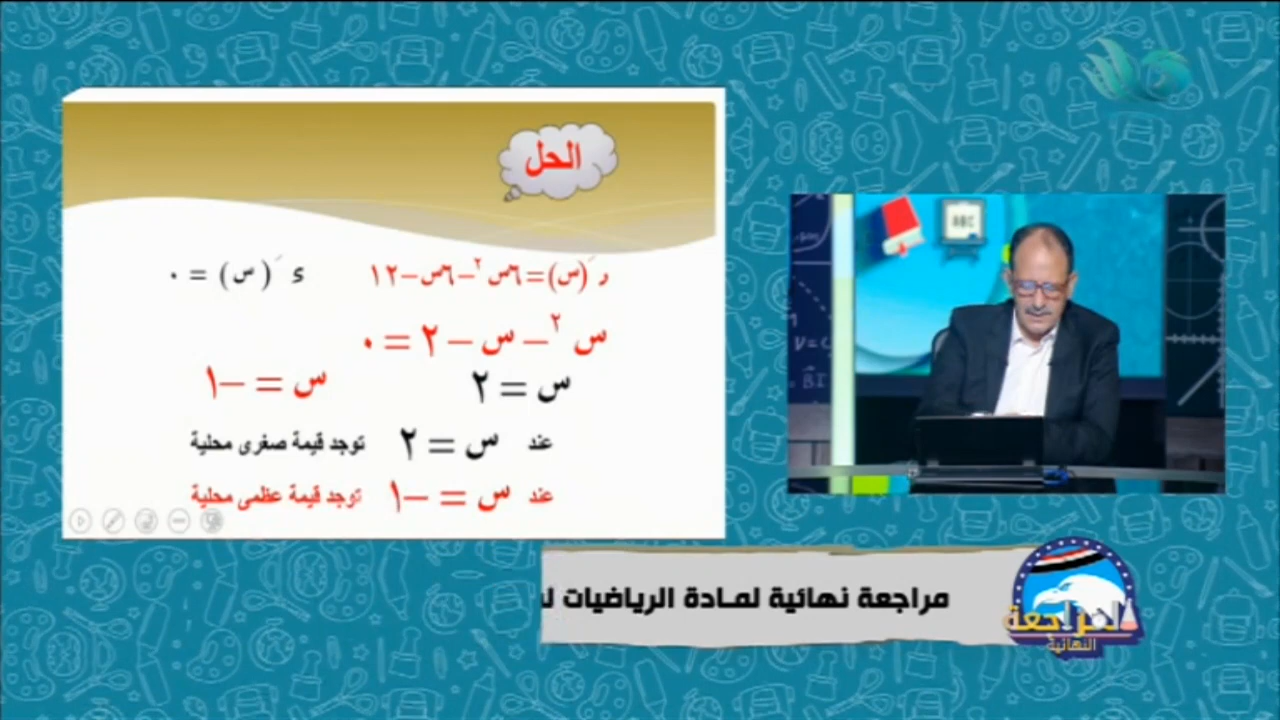 الحل
د´(س)=٦س٢–٦س–١٢ ء´(س) = ٠
س٢– س – ٢ = ٠
س = ٢ س = –١
عند س = ٢ توجد قيمة صغرى محلية
عند س = –١ توجد قيمة عظمى محلية
ABC
مراجعة نهائية لمادة الرياضيات
المراجعة
النهائية